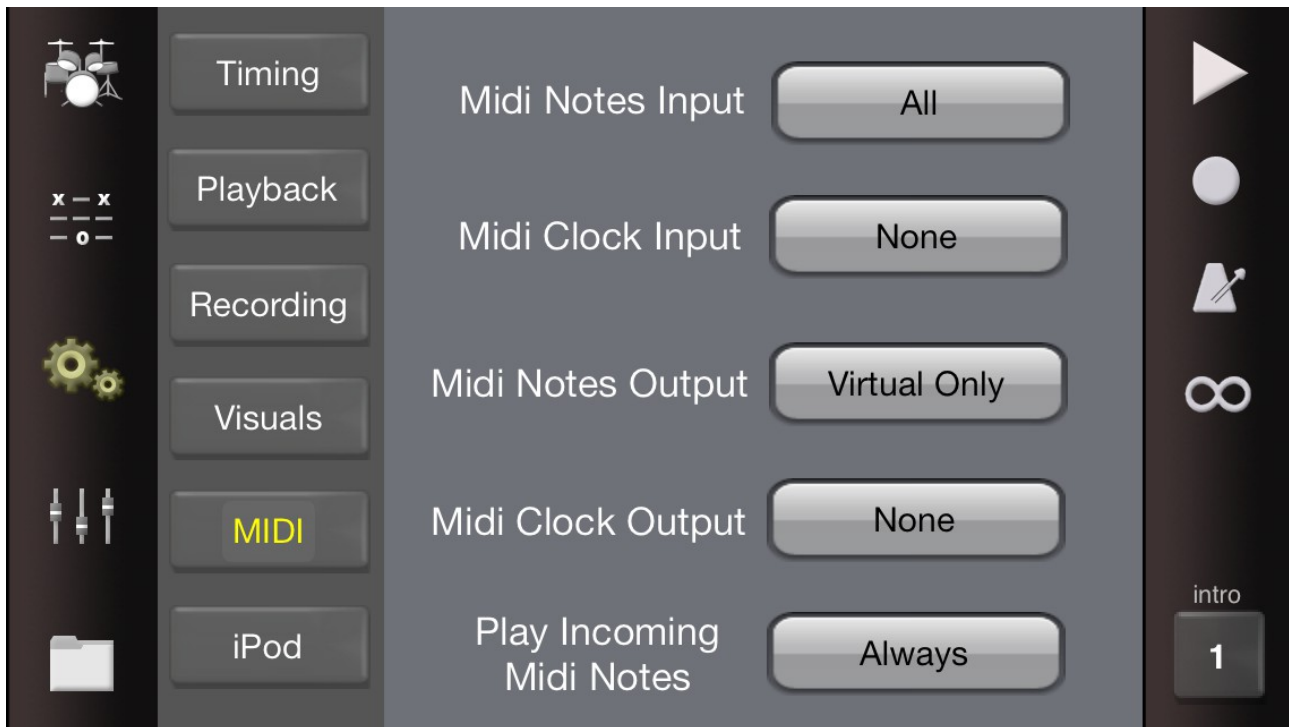 Timing
Playback
Recording
Visuals
MIDI
iPod
Midi Notes Input All
Midi Clock Input None
Midi Notes Output Virtual Only
Midi Clock Output None
Play Incoming
Midi Notes
Always
x – x
– – –
– o –
intro
1